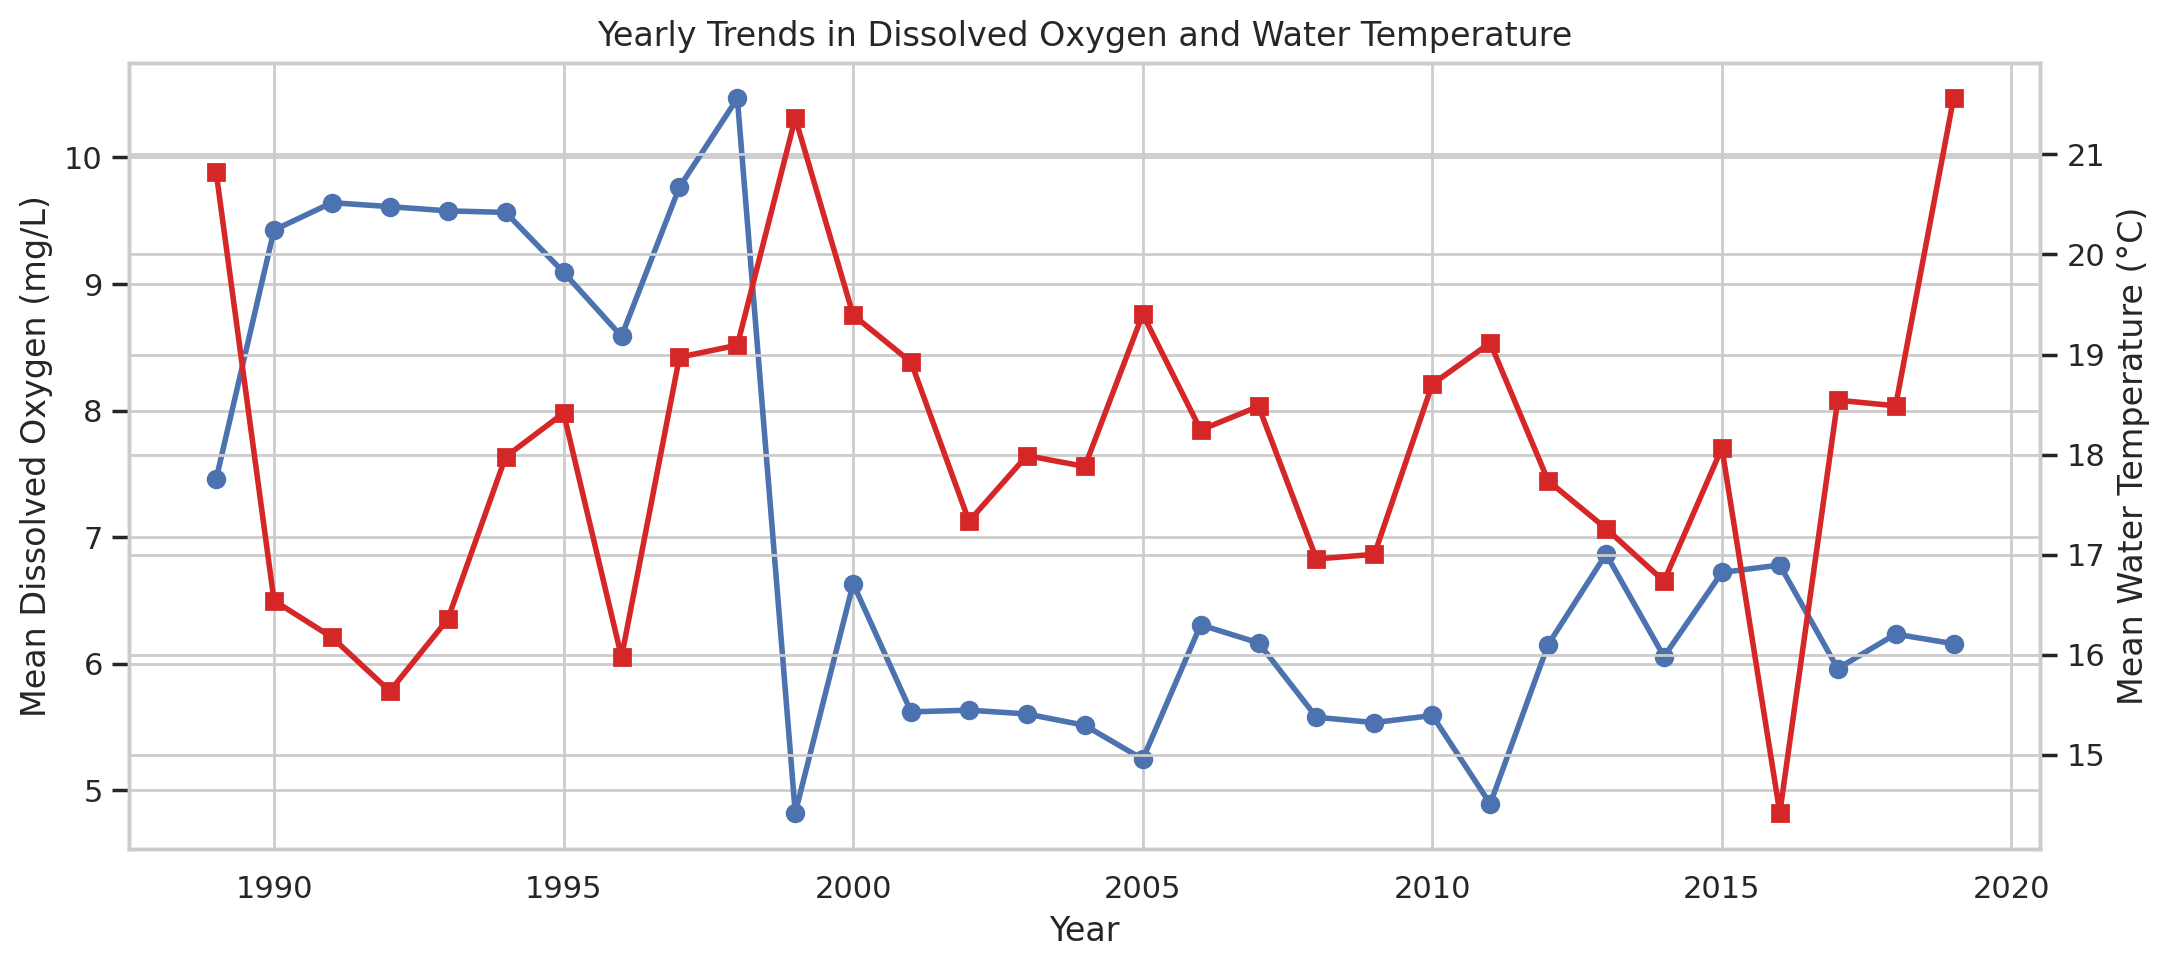 Yearly Trends in Dissolved Oxygen and Water Temperature
Mean Dissolved Oxygen (mg/L)
10
9
8
7
6
5
21
20
19
18
17
16
15
Mean Water Temperature (°C)
1990 1995 2000 2005 2010 2015 2020
Year